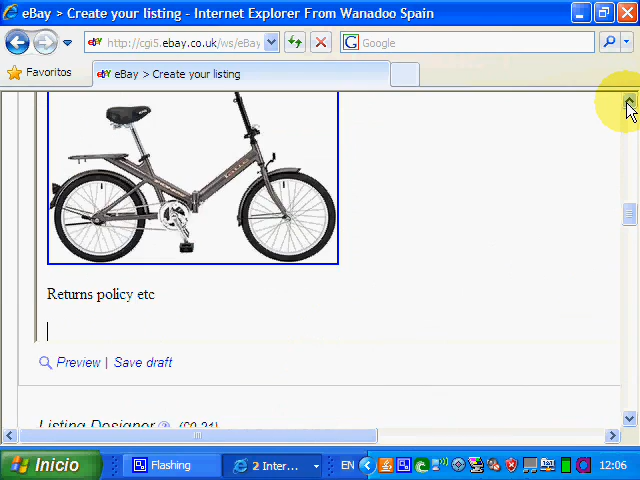 eBay > Create your listing - Internet Explorer From Wanadoo Spain
http://cgi5.ebay.co.uk/ws/eBay
Google
Favoritos
eBay > Create your listing
Returns policy etc
Preview | Save draft
Listing Designer (£0.21)
Inicio
Flashing
2 Inter...
EN
12:06